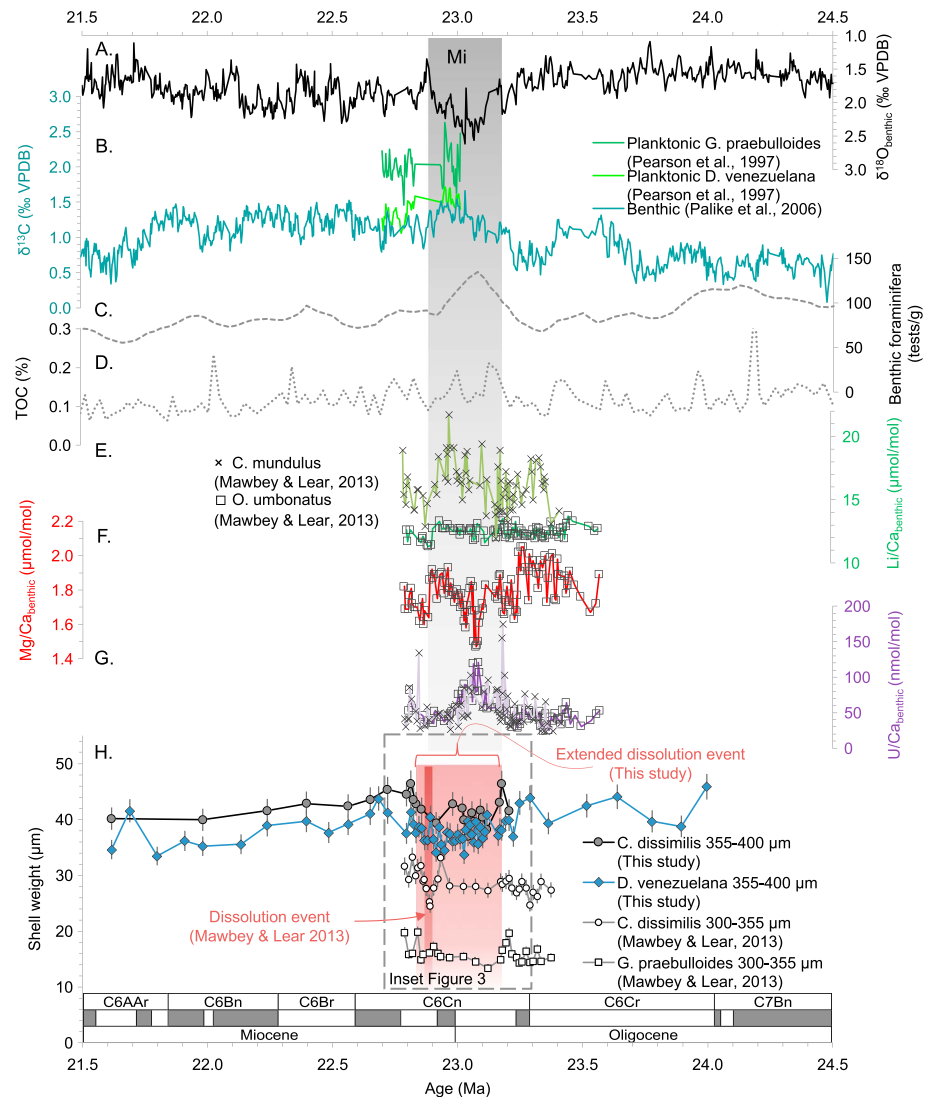 21.5 22.0 22.5 23.0 23.5 24.0 24.5
A.
Mi
1.0
1.5
2.0
2.5
3.0
δ18Obenthic (‰ VPDB)
3.0
2.5
2.0
1.5
1.0
0.5
0.0
δ13C (‰ VPDB)
B.
Planktonic G. praebulloides
(Pearson et al., 1997)
Planktonic D. venezuelana
(Pearson et al., 1997)
Benthic (Palike et al., 2006)
C.
150
100
50
0
Benthic foraminifera
(tests/g)
0.3
0.2
0.1
0.0
TOC (%)
D.
E.
× C. mundulus
(Mawbey & Lear, 2013)
O. umbonatus
(Mawbey & Lear, 2013)
20
15
10
Li/Cabenthic (µmol/mol)
2.2
2.0
1.8
1.6
1.4
Mg/Cabenthic (µmol/mol)
F.
G.
200
150
100
50
0
U/Cabenthic (nmol/mol)
H.
Extended dissolution event
(This study)
50
40
30
20
10
0
Shell weight (µm)
Dissolution event
(Mawbey & Lear 2013)
Inset Figure 3
C. dissimilis 355-400 µm
(This study)
D. venezuelana 355-400 µm
(This study)
C. dissimilis 300-355 µm
(Mawbey & Lear, 2013)
G. praebulloides 300-355 µm
(Mawbey & Lear, 2013)
C6AAr C6Bn C6Br C6Cn C6Cr C7Bn
Miocene Oligocene
21.5 22.0 22.5 23.0 23.5 24.0 24.5
Age (Ma)